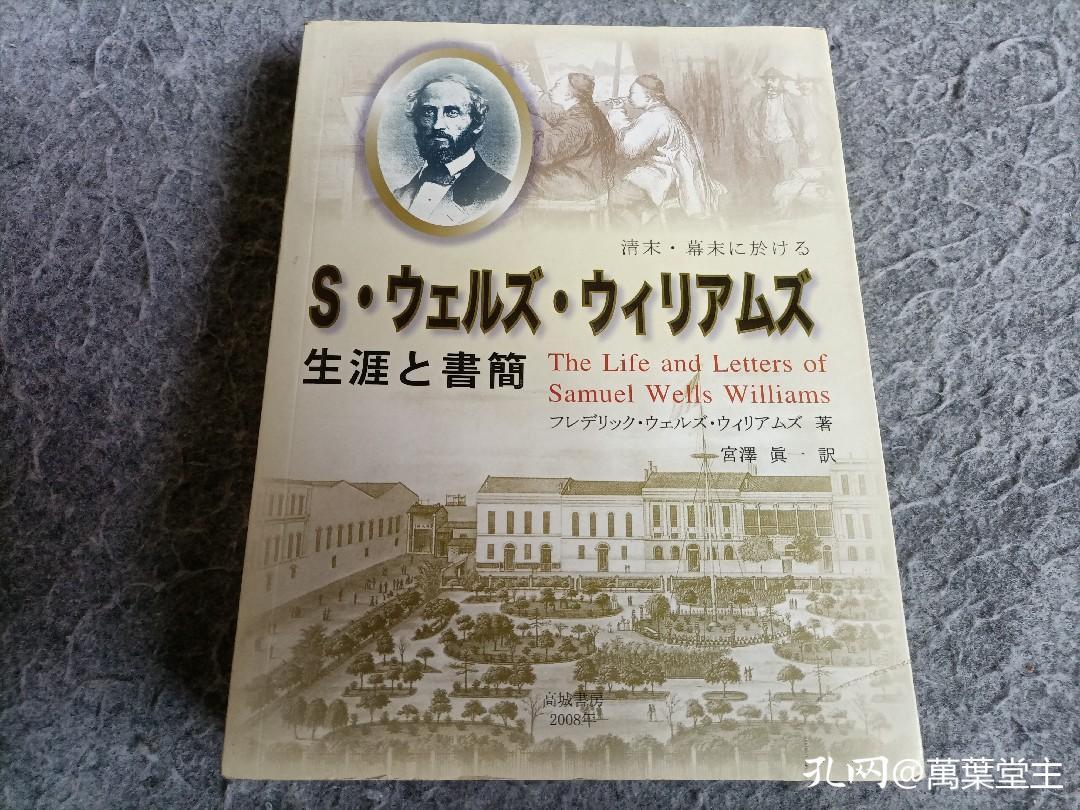 清末・幕末に於ける
S・ウェルズ・ウィリアムズ
生涯と書簡
The Life and Letters of
Samuel Wells Williams
フレデリック・ウェルズ・ウィリアムズ 著
宮澤 眞一 訳
高城書房
2008年
孔网@萬葉堂主